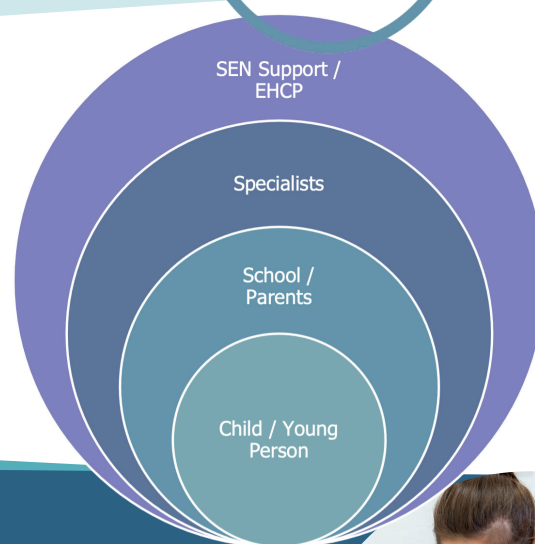 SEN Support /
EHCP
Specialists
School /
Parents
Child / Young
Person